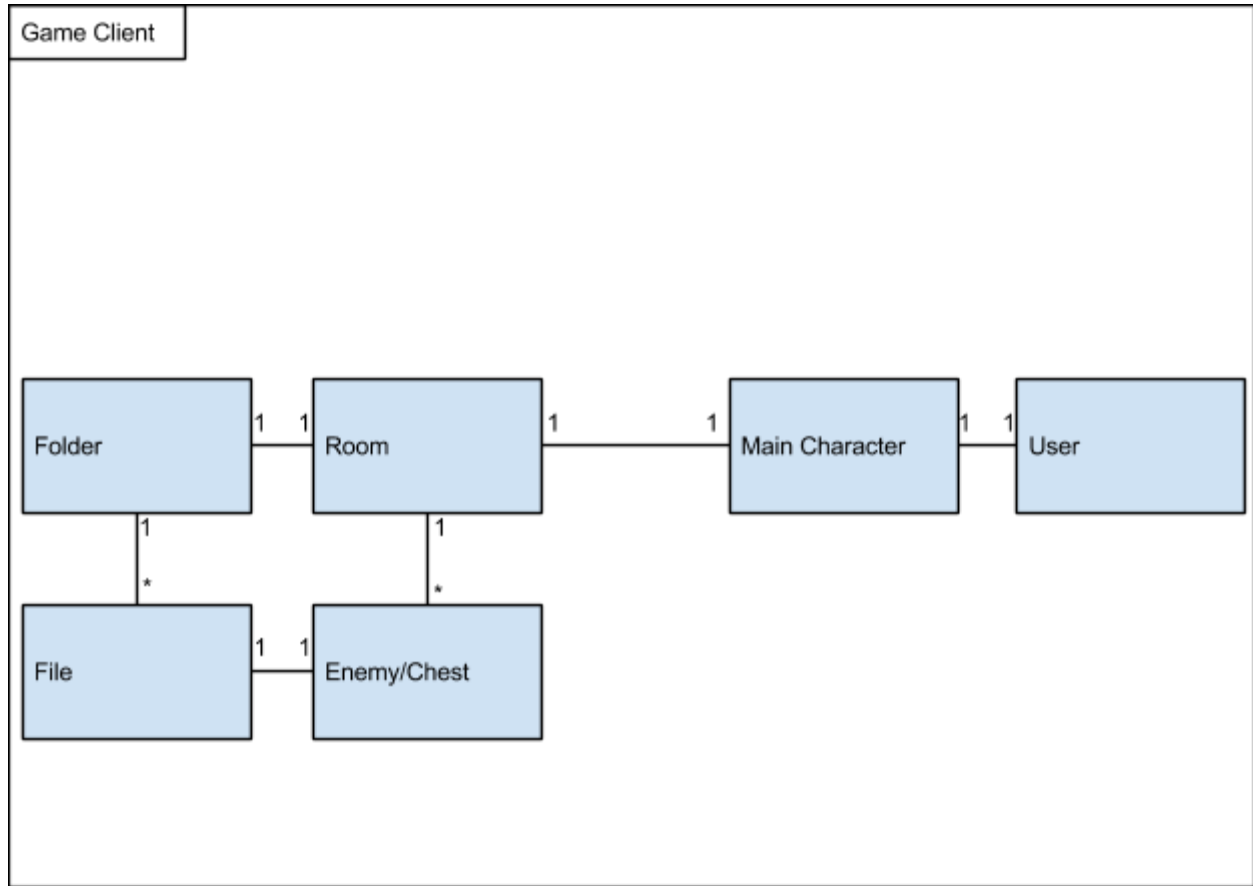 Game Client
Folder
1
1
Room
1
1
Main Character
1
1
User
1
*
1
*
File
1
1
Enemy/Chest